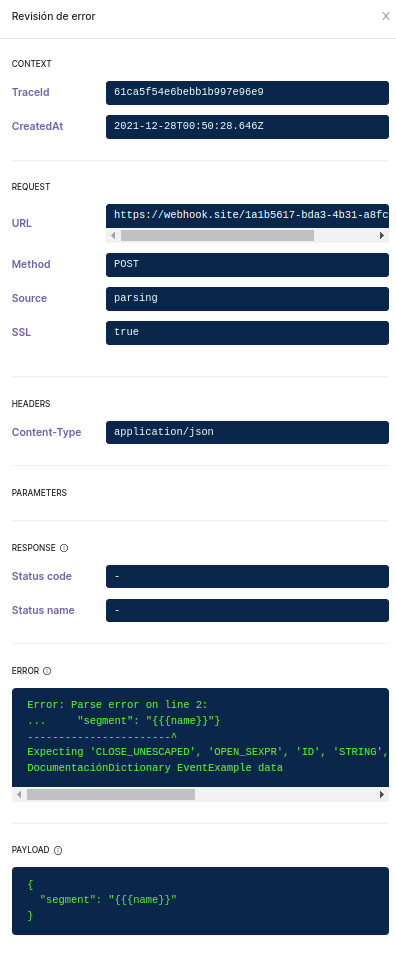 Revisión de error
CONTEXT
TraceId
61ca5f54e6bebb1b997e96e9
CreatedAt
2021-12-28T00:50:28.646Z
REQUEST
URL
https://webhook.site/1a1b5617-bda3-4b31-a8fc
Method
POST
Source
parsing
SSL
true
HEADERS
Content-Type
application/json
PARAMETERS
RESPONSE
Status code
-
Status name
-
ERROR
Error: Parse error on line 2:
...     "segment": "{{{name}}"}
-----------------------^
Expecting 'CLOSE_UNESCAPED', 'OPEN_SEXPR', 'ID', 'STRING',
DocumentaciónDictionary EventExample data
PAYLOAD
{
  "segment": "{{{name}}"
}